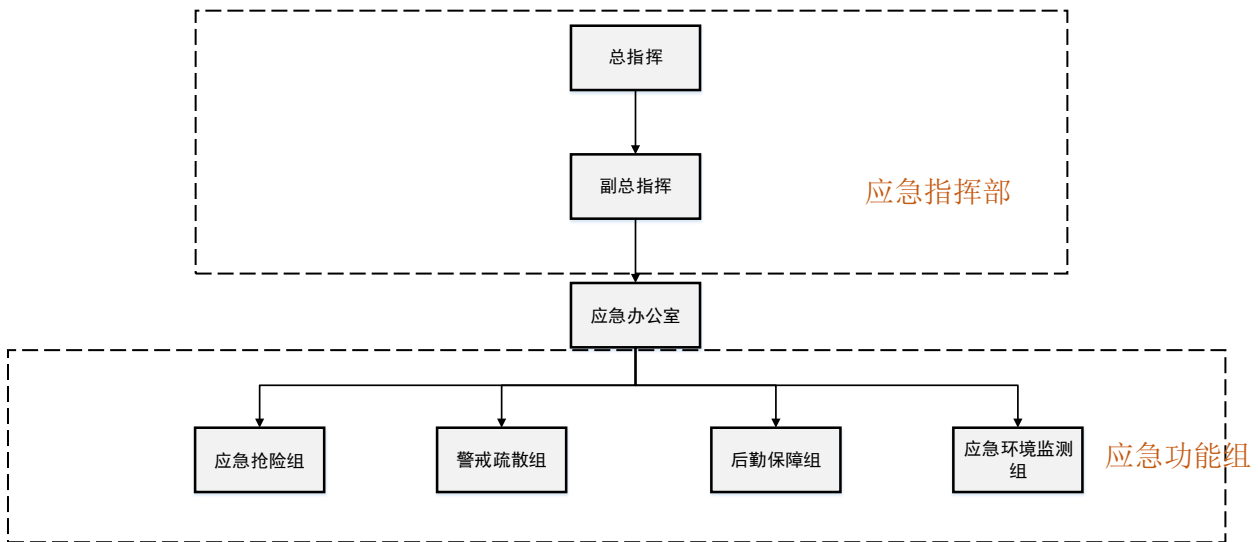 总指挥
副总指挥
应急指挥部
应急办公室
应急抢险组
警戒疏散组
后勤保障组
应急环境监测
组
应急功能组